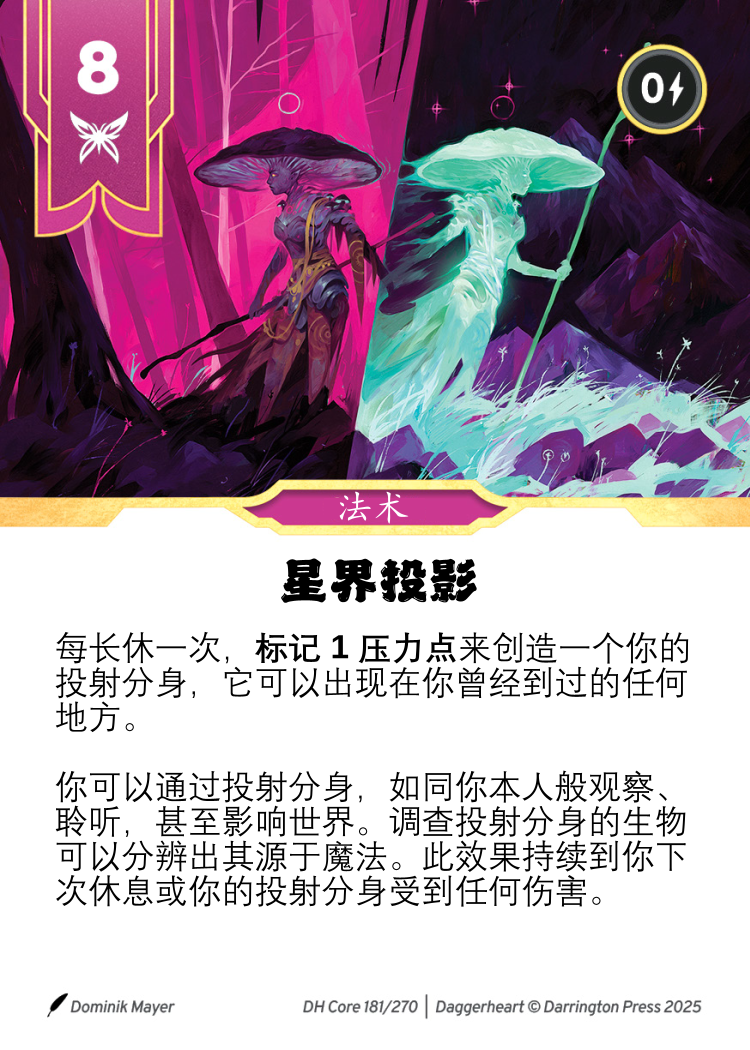 8
0
法术
星界投影
每长休一次，标记 1 压力点来创造一个你的
投射分身，它可以出现在你曾经到过的任何
地方。
你可以通过投射分身，如同你本人般观察、
聆听，甚至影响世界。调查投射分身的生物
可以分辨出其源于魔法。此效果持续到你下
次休息或你的投射分身受到任何伤害。
Dominik Mayer
DH Core 181/270 | Daggerheart © Darrington Press 2025